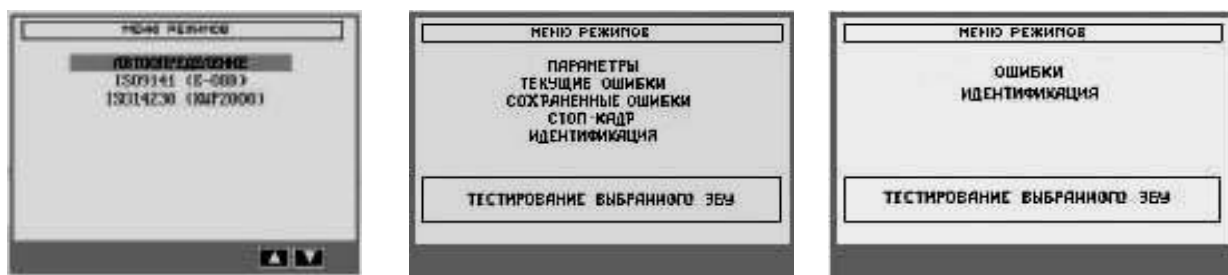 МЕНЮ РЕЖИМОВ
АВТООПРЕДЕЛЕНИЕ
ISO9141 (E-OBD)
ISO14230 (KWP2000)
МЕНЮ РЕЖИМОВ
ПАРАМЕТРЫ
ТЕКУЩИЕ ОШИБКИ
СОХРАНЕННЫЕ ОШИБКИ
СТОП-КАДР
ИДЕНТИФИКАЦИЯ
ТЕСТИРОВАНИЕ ВЫБРАННОГО ЭБУ
МЕНЮ РЕЖИМОВ
ОШИБКИ
ИДЕНТИФИКАЦИЯ
ТЕСТИРОВАНИЕ ВЫБРАННОГО ЭБУ